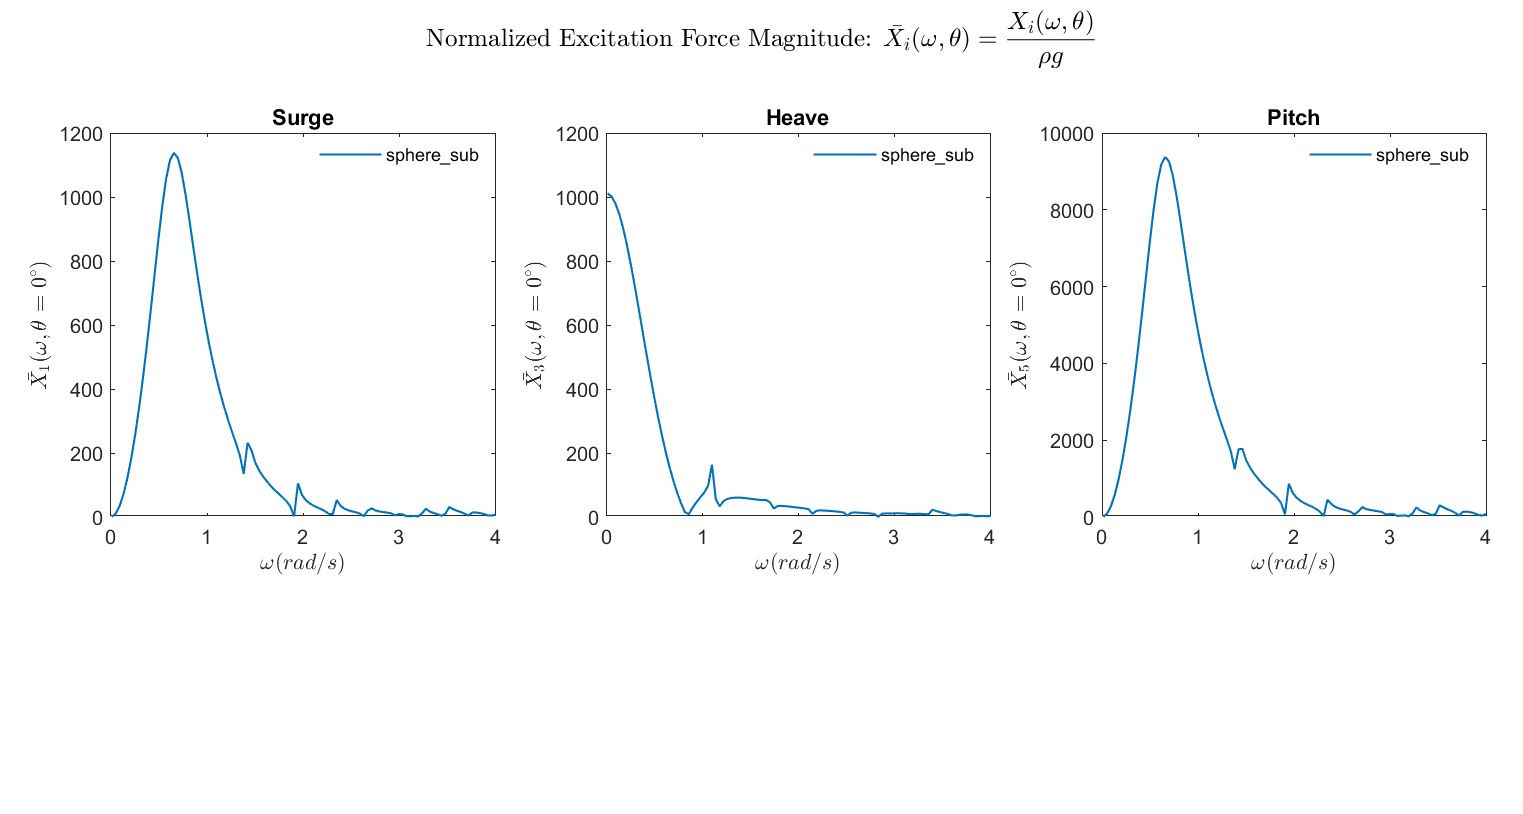 Normalized Excitation Force Magnitude: X̄ᵢ(ω, θ) = Xᵢ(ω, θ) / ρg
Surge
1200
1000
800
600
400
200
0
0 1 2 3 4
X̄₁(ω, θ = 0°)
ω(rad/s)
sphere_sub
Heave
1200
1000
800
600
400
200
0
0 1 2 3 4
X̄₃(ω, θ = 0°)
ω(rad/s)
sphere_sub
Pitch
10000
8000
6000
4000
2000
0
0 1 2 3 4
X̄₅(ω, θ = 0°)
ω(rad/s)
sphere_sub